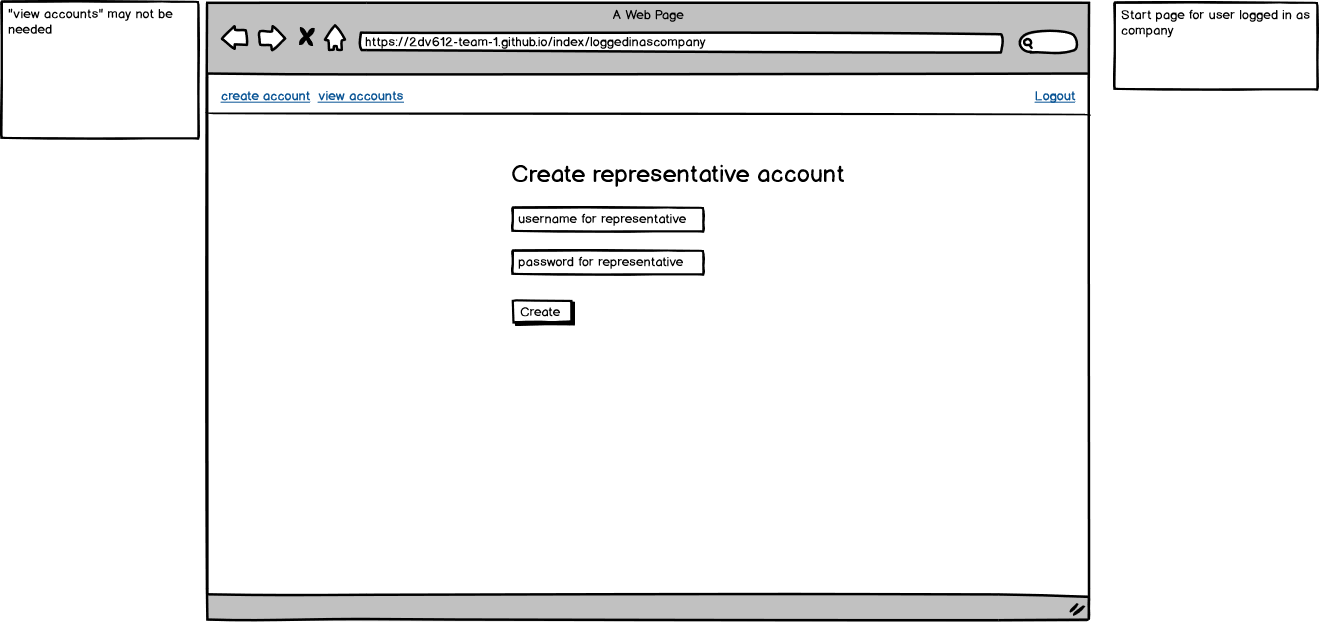 "view accounts" may not be
needed
A Web Page
https://2dv612-team-1.github.io/index/loggedinascompany
create account view accounts
Logout
Create representative account
username for representative
password for representative
Create
Start page for user logged in as
company